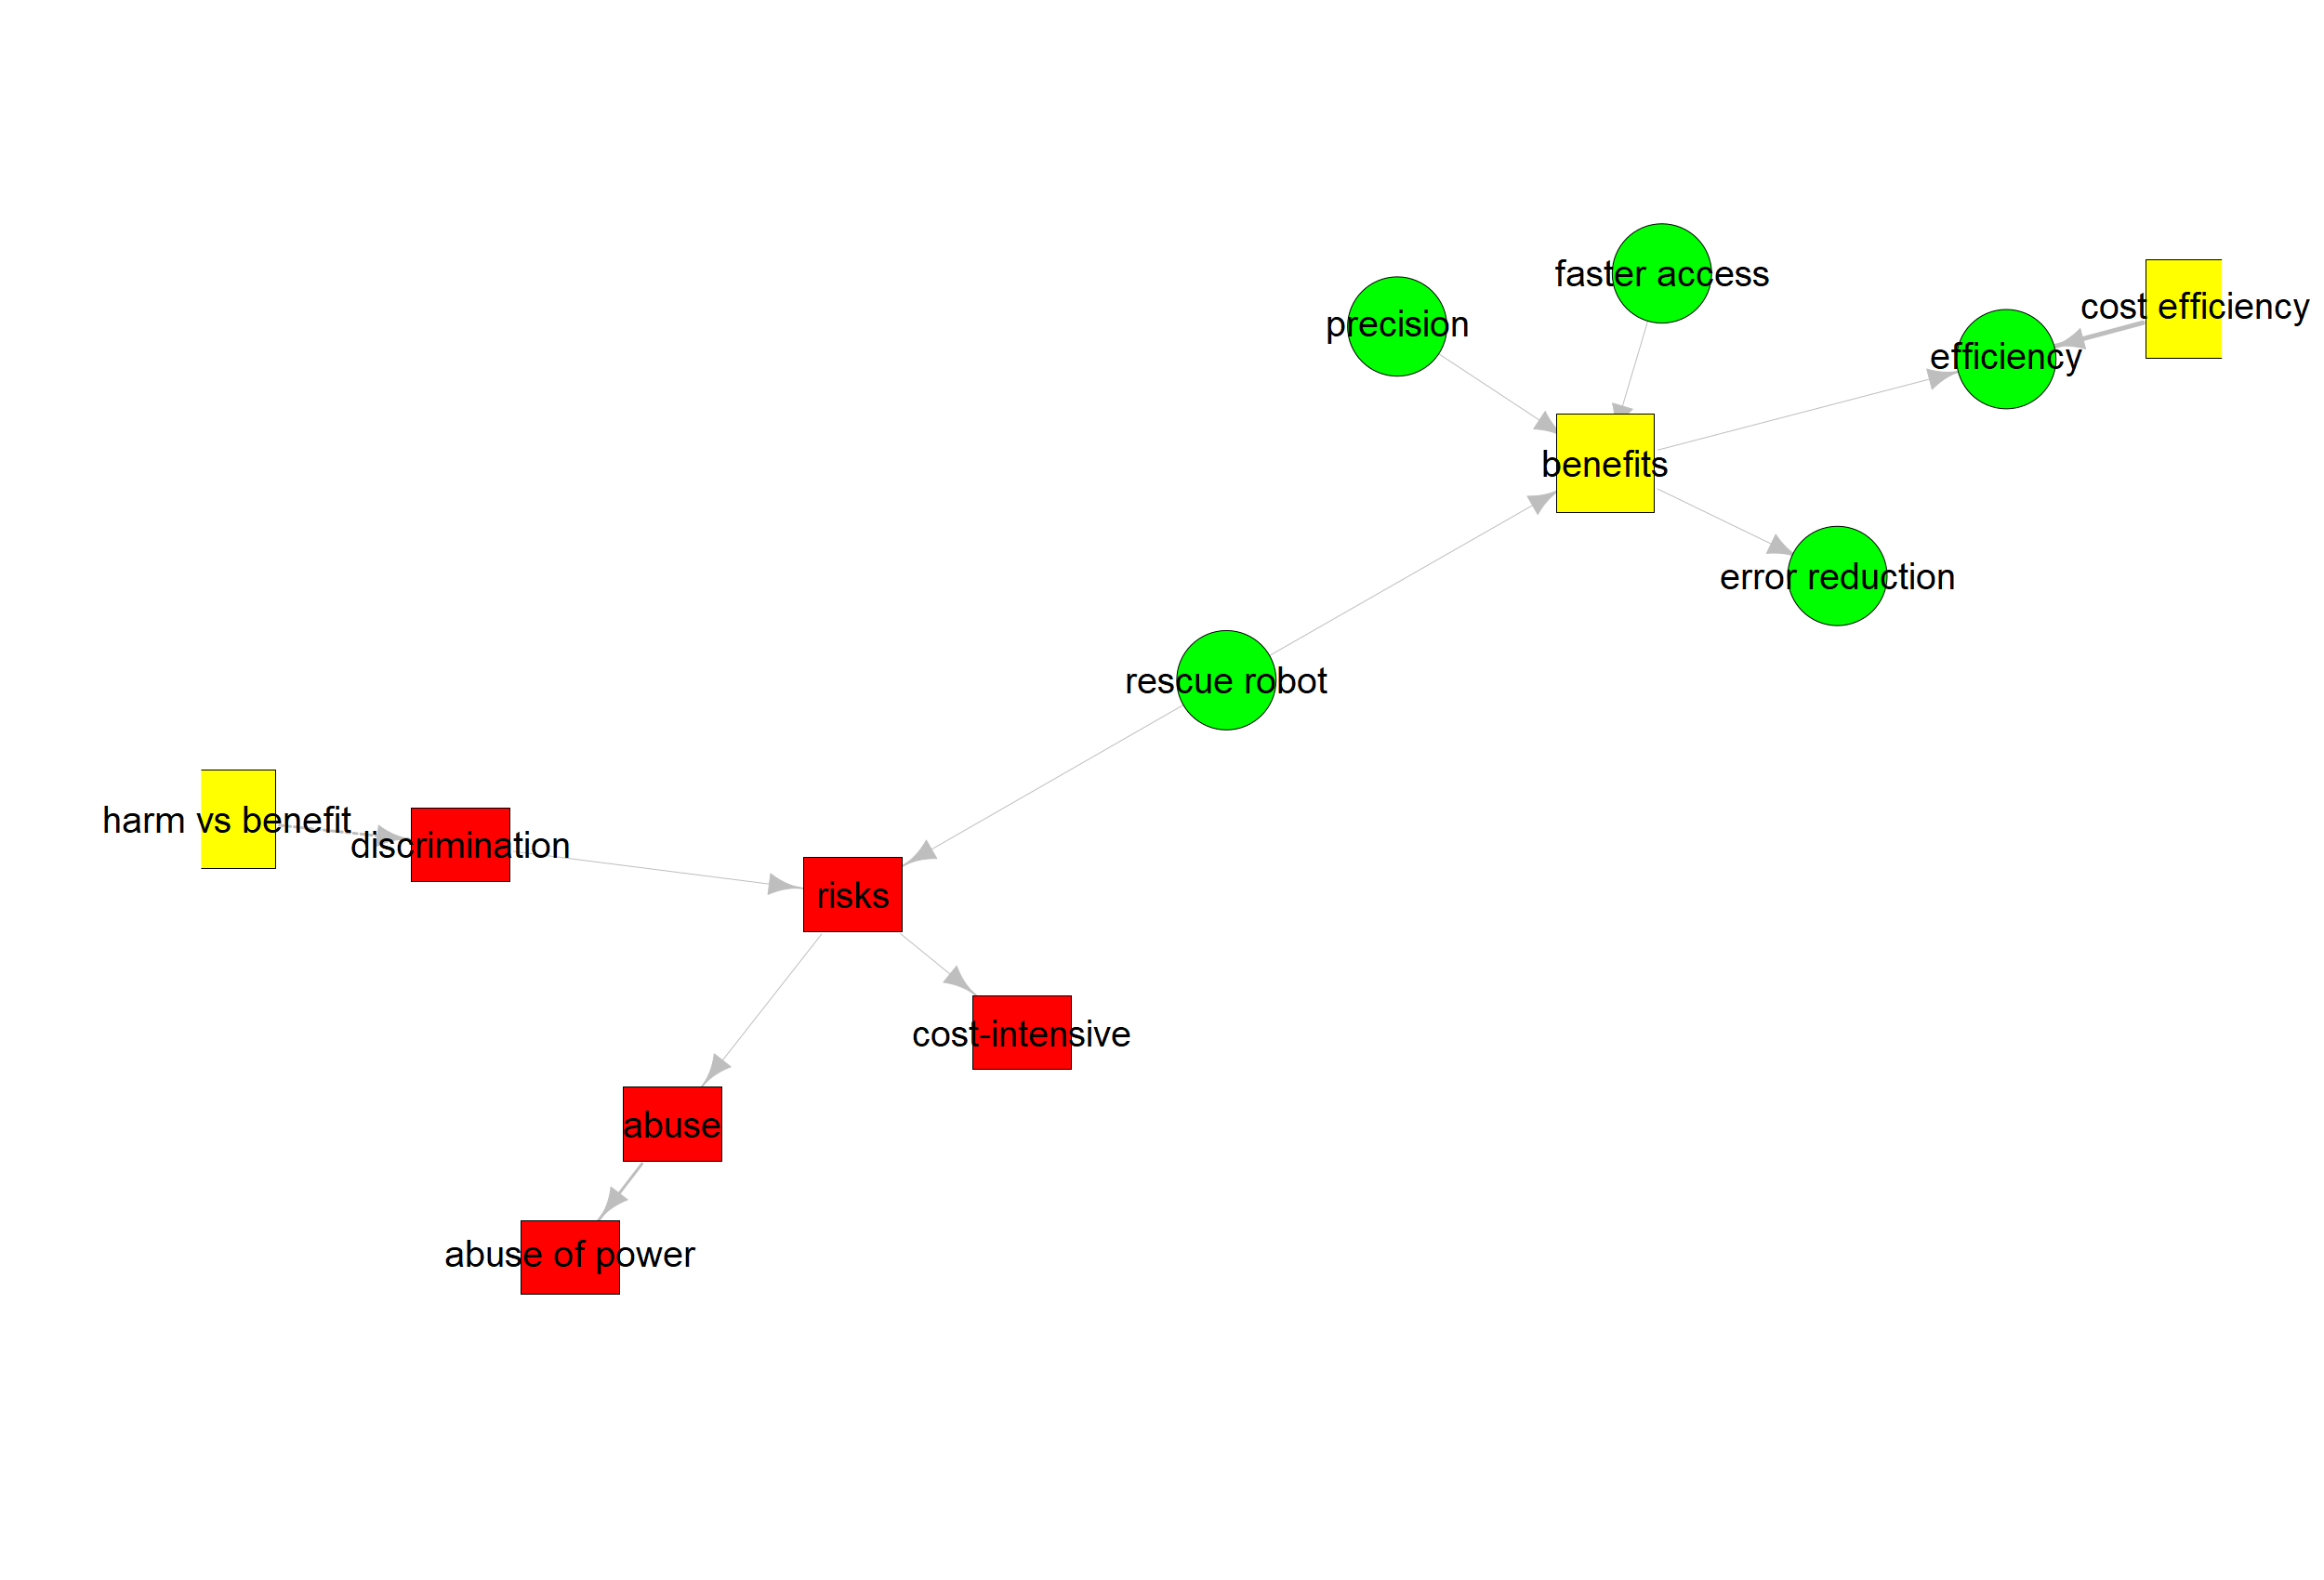 faster access
cost efficiency
precision
efficiency
benefits
error reduction
rescue robot
harm vs benefit
discrimination
risks
cost-intensive
abuse
abuse of power